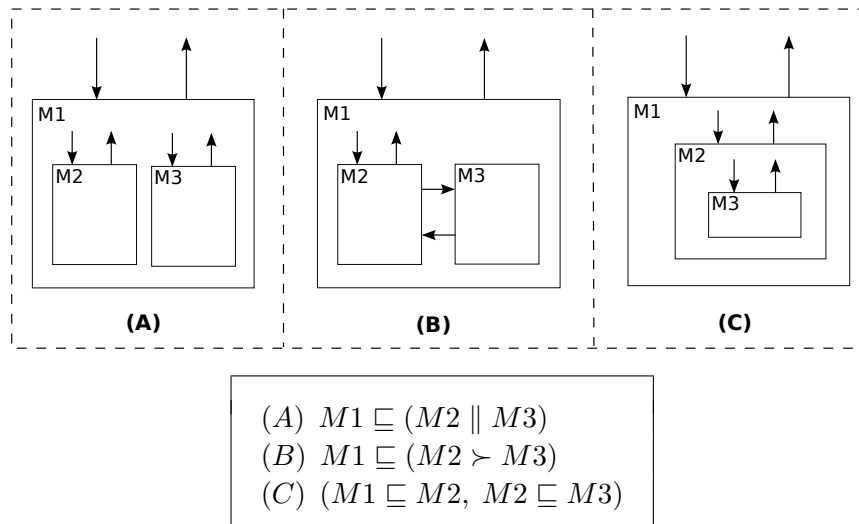 M1
M2
M3
(A)
M1
M2
M3
(B)
M1
M2
M3
(C)
(A) M1 ⊑ (M2 ∥ M3)
(B) M1 ⊑ (M2 ≻ M3)
(C) (M1 ⊑ M2, M2 ⊑ M3)